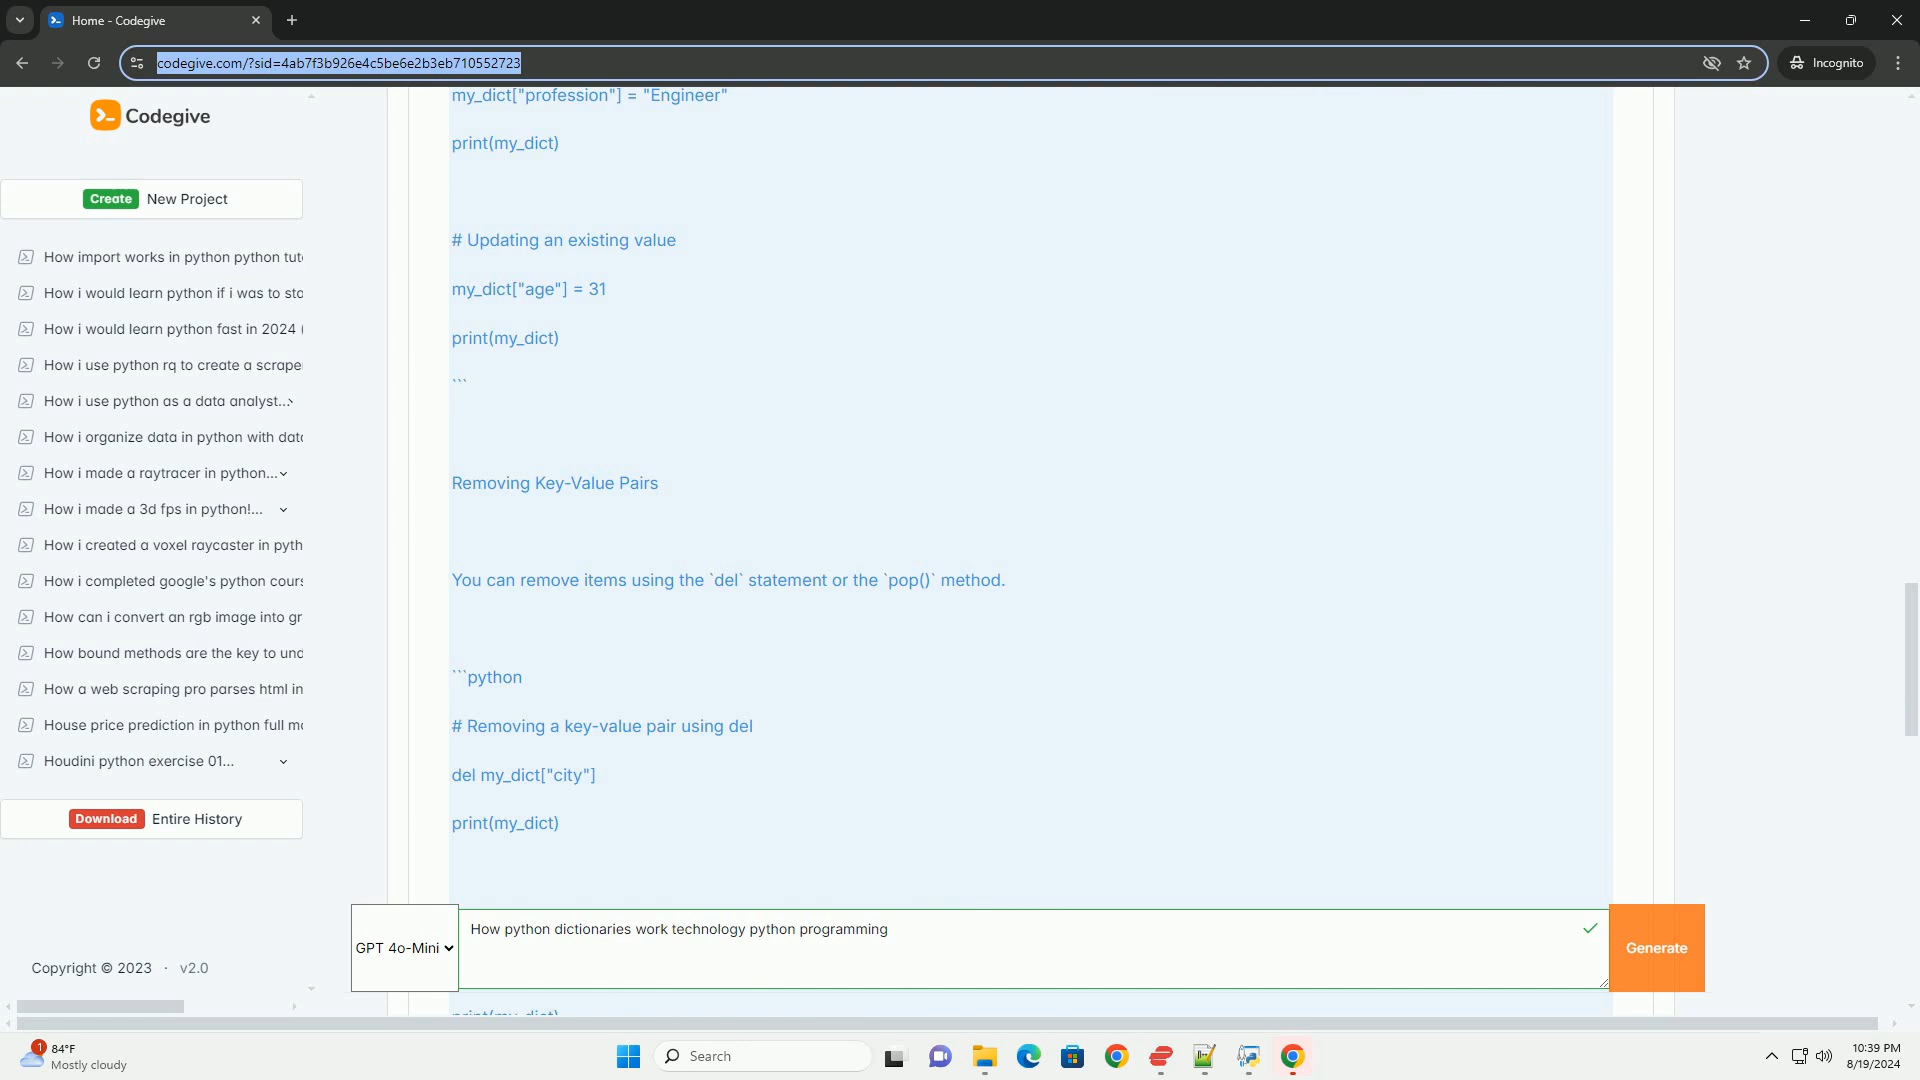 Home - Codegive
codegive.com/?sid=4ab7f3b926e4c5be6e2b3eb710552723
Incognito
Codegive
Create New Project
How import works in python python tut
How i would learn python if i was to sta
How i would learn python fast in 2024 (
How i use python rq to create a scrape
How i use python as a data analyst...
How i organize data in python with data
How i made a raytracer in python...
How i made a 3d fps in python!...
How i created a voxel raycaster in pyth
How i completed google's python cours
How can i convert an rgb image into gr
How bound methods are the key to und
How a web scraping pro parses html in
House price prediction in python full mo
Houdini python exercise 01...
Download Entire History
Copyright © 2023 · v2.0
my_dict["profession"] = "Engineer"
print(my_dict)
# Updating an existing value
my_dict["age"] = 31
print(my_dict)
```
Removing Key-Value Pairs
You can remove items using the `del` statement or the `pop()` method.
```python
# Removing a key-value pair using del
del my_dict["city"]
print(my_dict)
GPT 4o-Mini
How python dictionaries work technology python programming
Generate
print(my_dict)
1
84°F
Mostly cloudy
Search
10:39 PM
8/19/2024